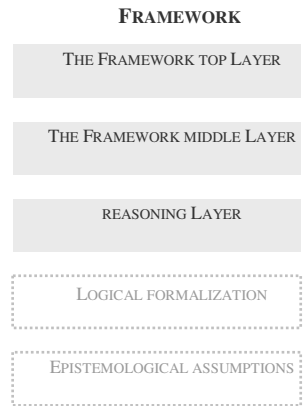 FRAMEWORK
THE FRAMEWORK TOP LAYER
THE FRAMEWORK MIDDLE LAYER
REASONING LAYER
LOGICAL FORMALIZATION
EPISTEMOLOGICAL ASSUMPTIONS